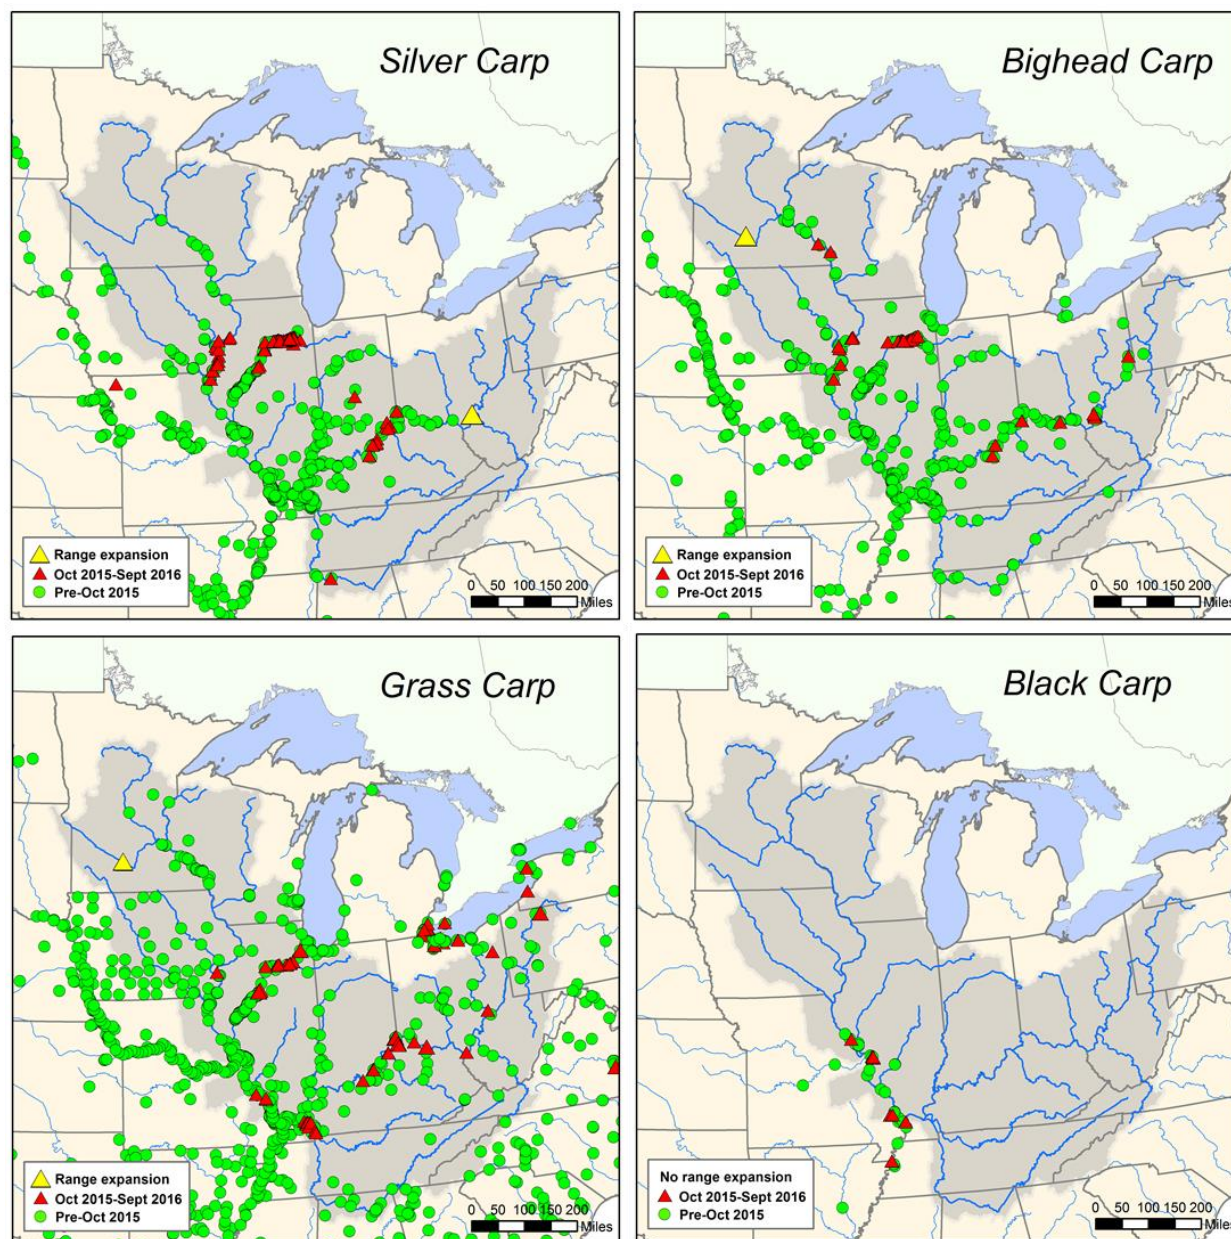 Silver Carp
Range expansion
Oct 2015-Sept 2016
Pre-Oct 2015
0 50 100 150 200
Miles
Bighead Carp
Range expansion
Oct 2015-Sept 2016
Pre-Oct 2015
0 50 100 150 200
Miles
Grass Carp
Range expansion
Oct 2015-Sept 2016
Pre-Oct 2015
0 50 100 150 200
Miles
Black Carp
No range expansion
Oct 2015-Sept 2016
Pre-Oct 2015
0 50 100 150 200
Miles